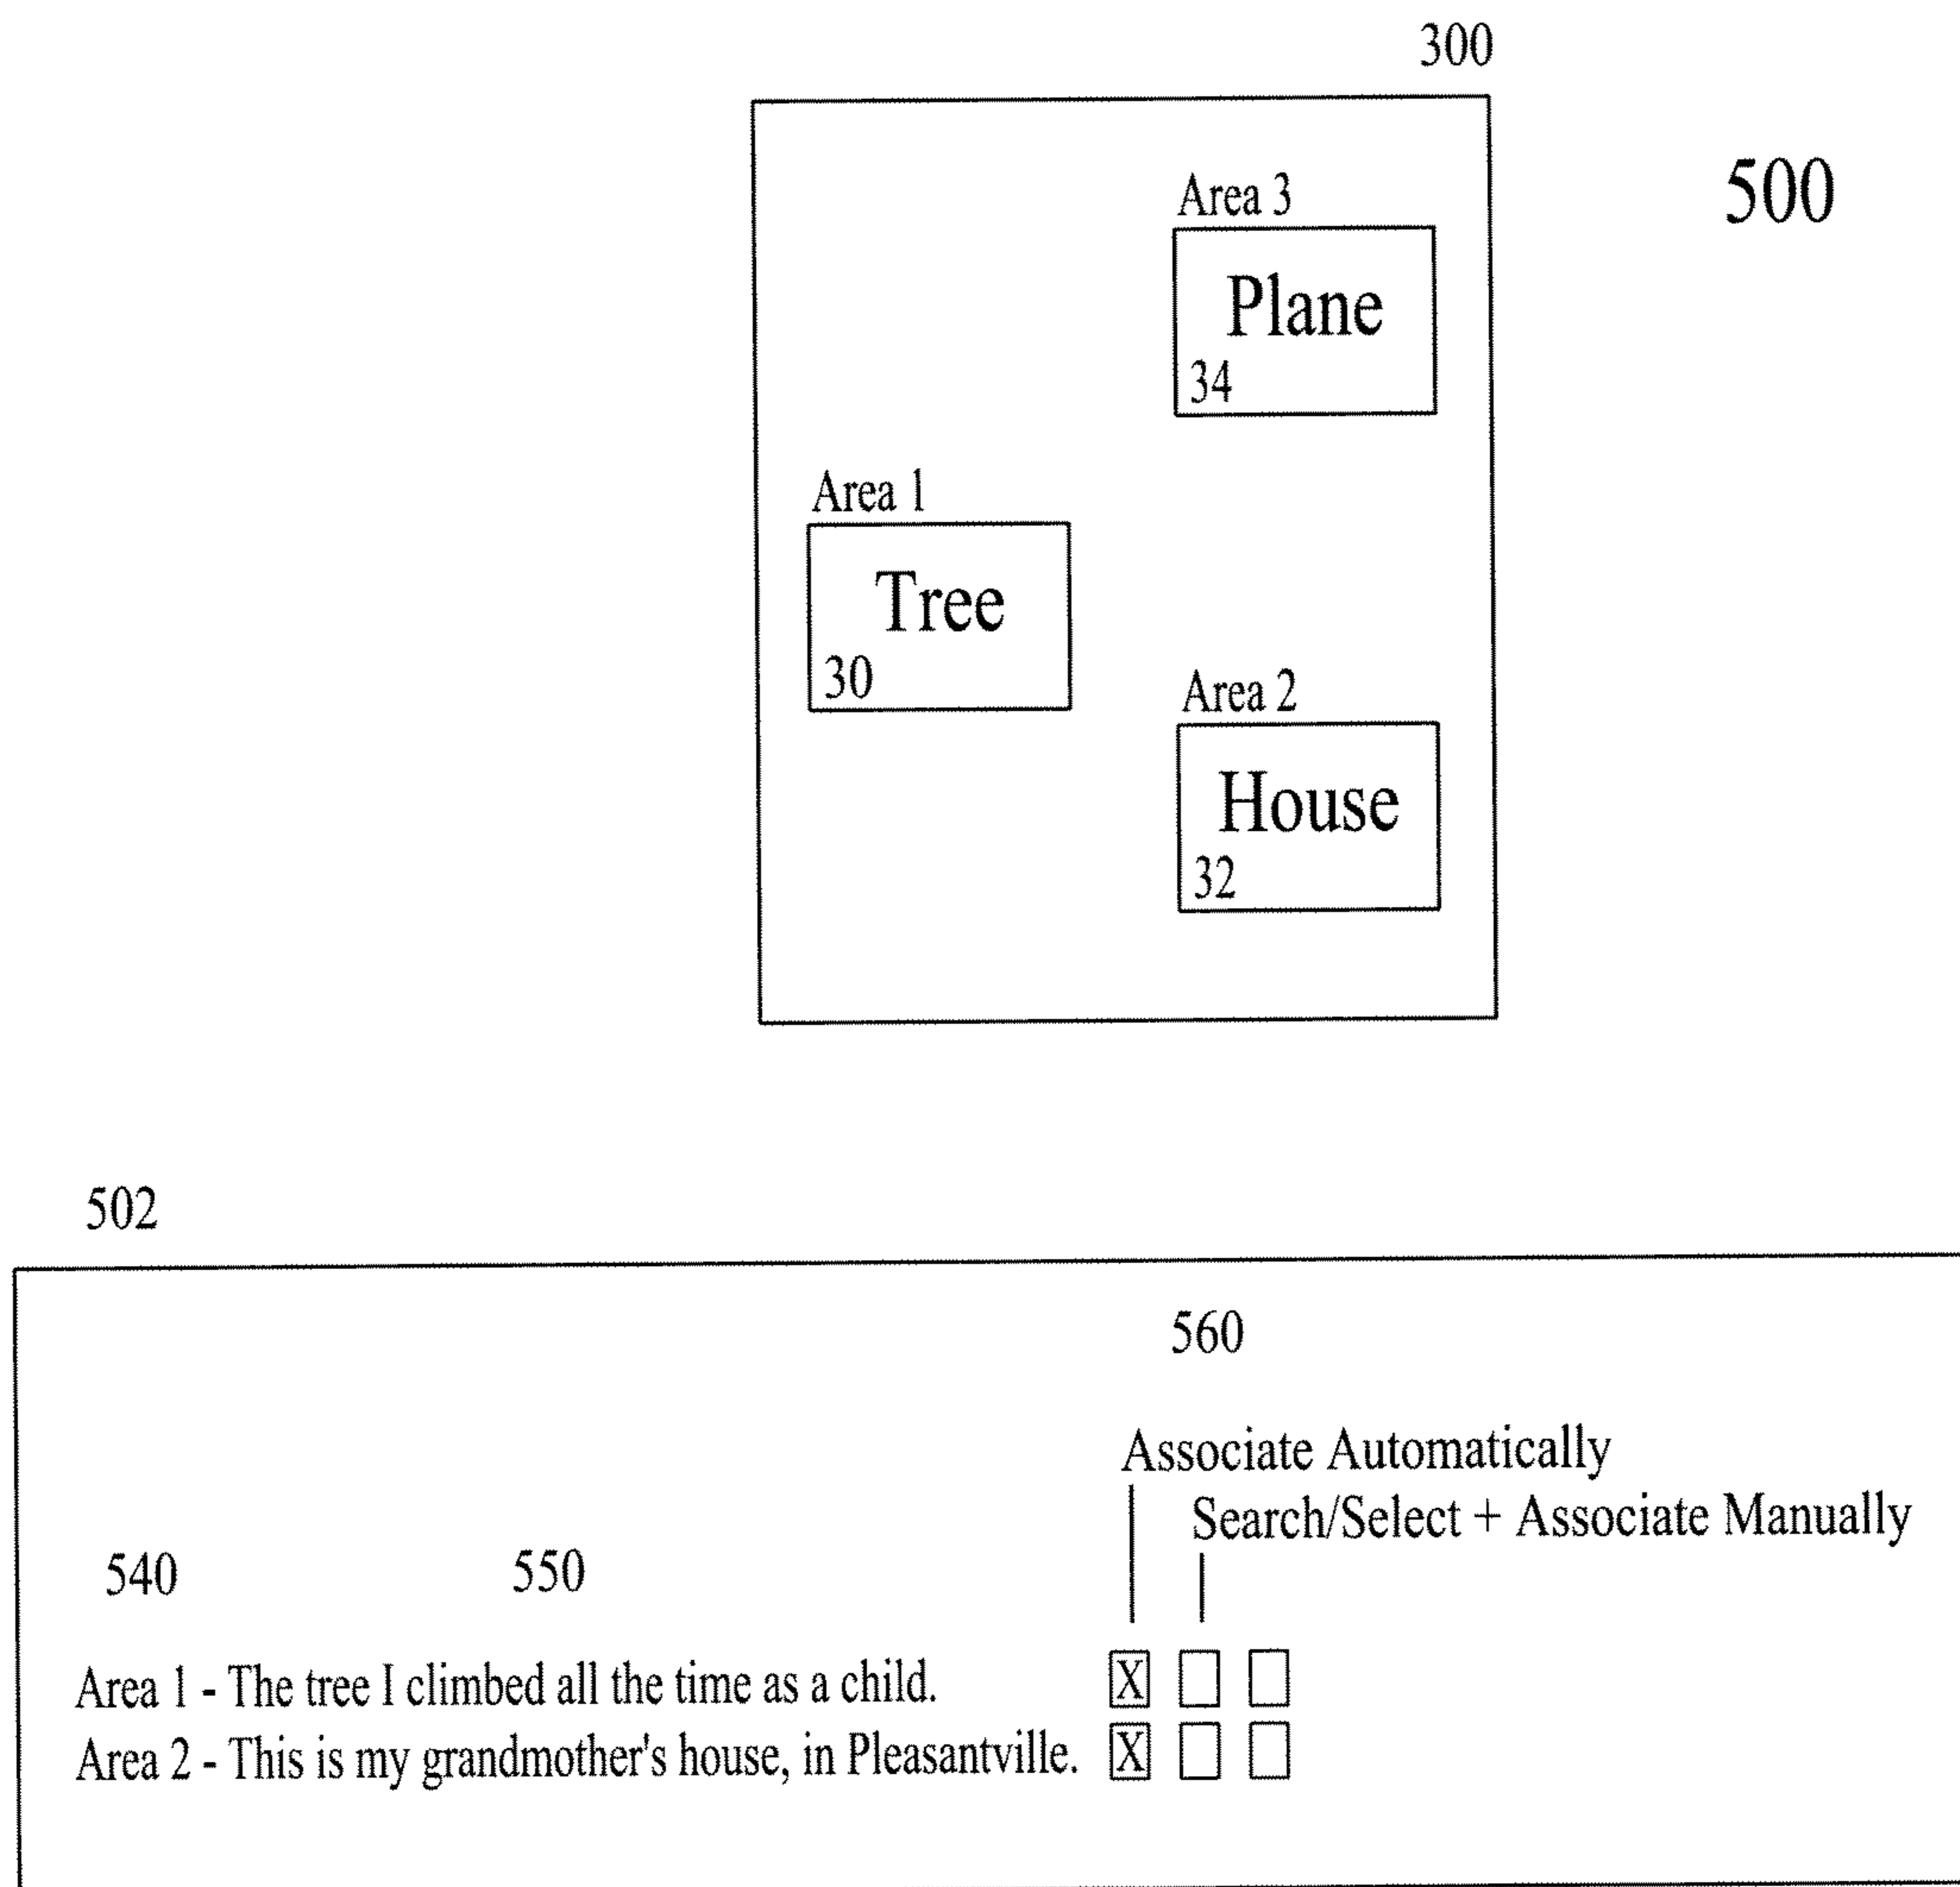 300
500
Area 3
Plane
34
Area 1
Tree
30
Area 2
House
32
502
560
Associate Automatically
Search/Select + Associate Manually
540 550
Area 1 - The tree I climbed all the time as a child. X
Area 2 - This is my grandmother's house, in Pleasantville. X